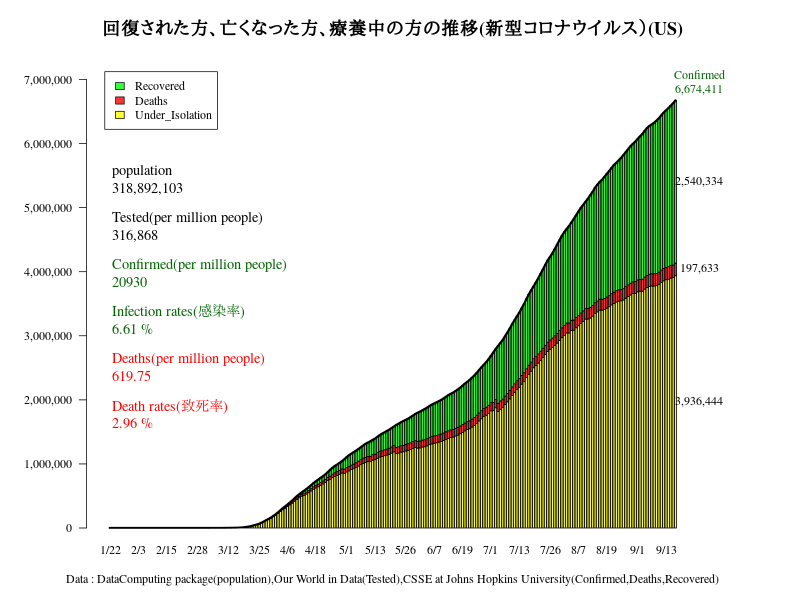 回復された方、亡くなった方、療養中の方の推移(新型コロナウイルス）(US)
Confirmed
6,674,411
7,000,000
Recovered
Deaths
Under_Isolation
6,000,000
population
318,892,103
2,540,334
5,000,000
Tested(per million people)
316,868
4,000,000
Confirmed(per million people)
20930
197,633
Infection rates(感染率)
6.61 %
3,000,000
Deaths(per million people)
619.75
2,000,000
Death rates(致死率)
2.96 %
3,936,444
1,000,000
0
1/22 2/3 2/15 2/28 3/12 3/25 4/6 4/18 5/1 5/13 5/26 6/7 6/19 7/1 7/13 7/26 8/7 8/19 9/1 9/13
Data : DataComputing package(population),Our World in Data(Tested),CSSE at Johns Hopkins University(Confirmed,Deaths,Recovered)